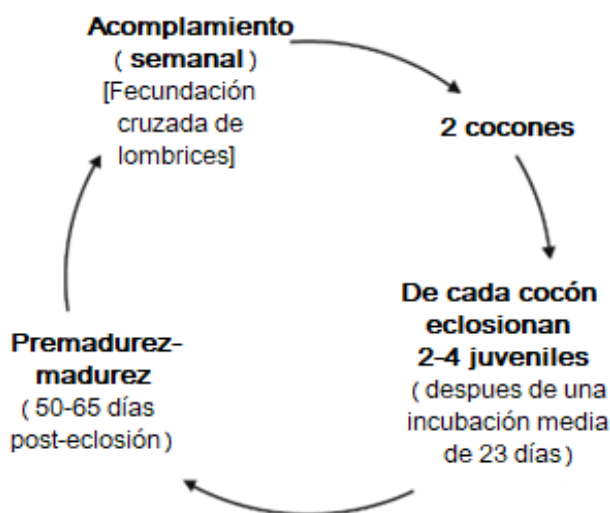 Acomplamiento
( semanal )
[Fecundación
cruzada de
lombrices]
2 cocones
De cada cocón
eclosionan
2-4 juveniles
( despues de una
incubación media
de 23 días )
Premadurez-
madurez
( 50-65 días
post-eclosión )